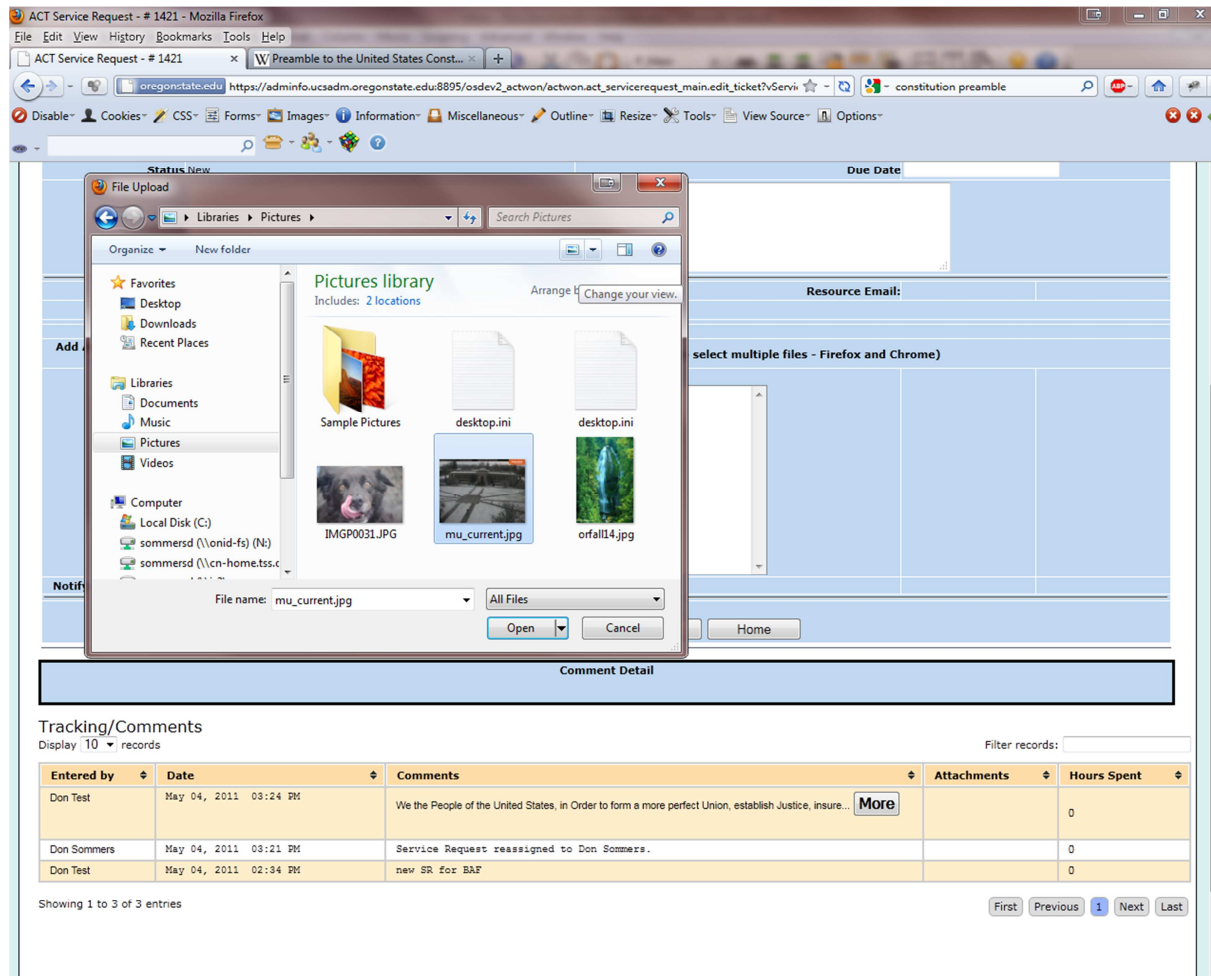 ACT Service Request - # 1421 - Mozilla Firefox
File Edit View History Bookmarks Tools Help
ACT Service Request - # 1421 × W Preamble to the United States Const... × +
oregonstate.edu https://adminfo.ucsadm.oregonstate.edu:8895/osdev2_actwon/actwon.act_servicerequest_main.edit_ticket?vServi constitution preamble ABP
Disable Cookies CSS Forms Images Information Miscellaneous Outline Resize Tools View Source Options
Status New Due Date
File Upload
Libraries Pictures Search Pictures
Organize New folder
Favorites
Desktop
Downloads
Recent Places
Libraries
Documents
Music
Pictures
Videos
Computer
Local Disk (C:)
sommersd (\\onid-fs) (N:)
sommersd (\\cn-home.tss.c
Pictures library
Includes: 2 locations
Arrange b
Change your view.
Sample Pictures desktop.ini desktop.ini
IMGP0031.JPG mu_current.jpg orfall14.jpg
File name: mu_current.jpg All Files
Open Cancel
Resource Email:
Add
select multiple files - Firefox and Chrome)
Notify
Home
Comment Detail
Tracking/Comments
Display 10 records Filter records:
Entered by Date Comments Attachments Hours Spent
Don Test May 04, 2011 03:24 PM We the People of the United States, in Order to form a more perfect Union, establish Justice, insure... More 0
Don Sommers May 04, 2011 03:21 PM Service Request reassigned to Don Sommers. 0
Don Test May 04, 2011 02:34 PM new SR for BAF 0
Showing 1 to 3 of 3 entries First Previous 1 Next Last